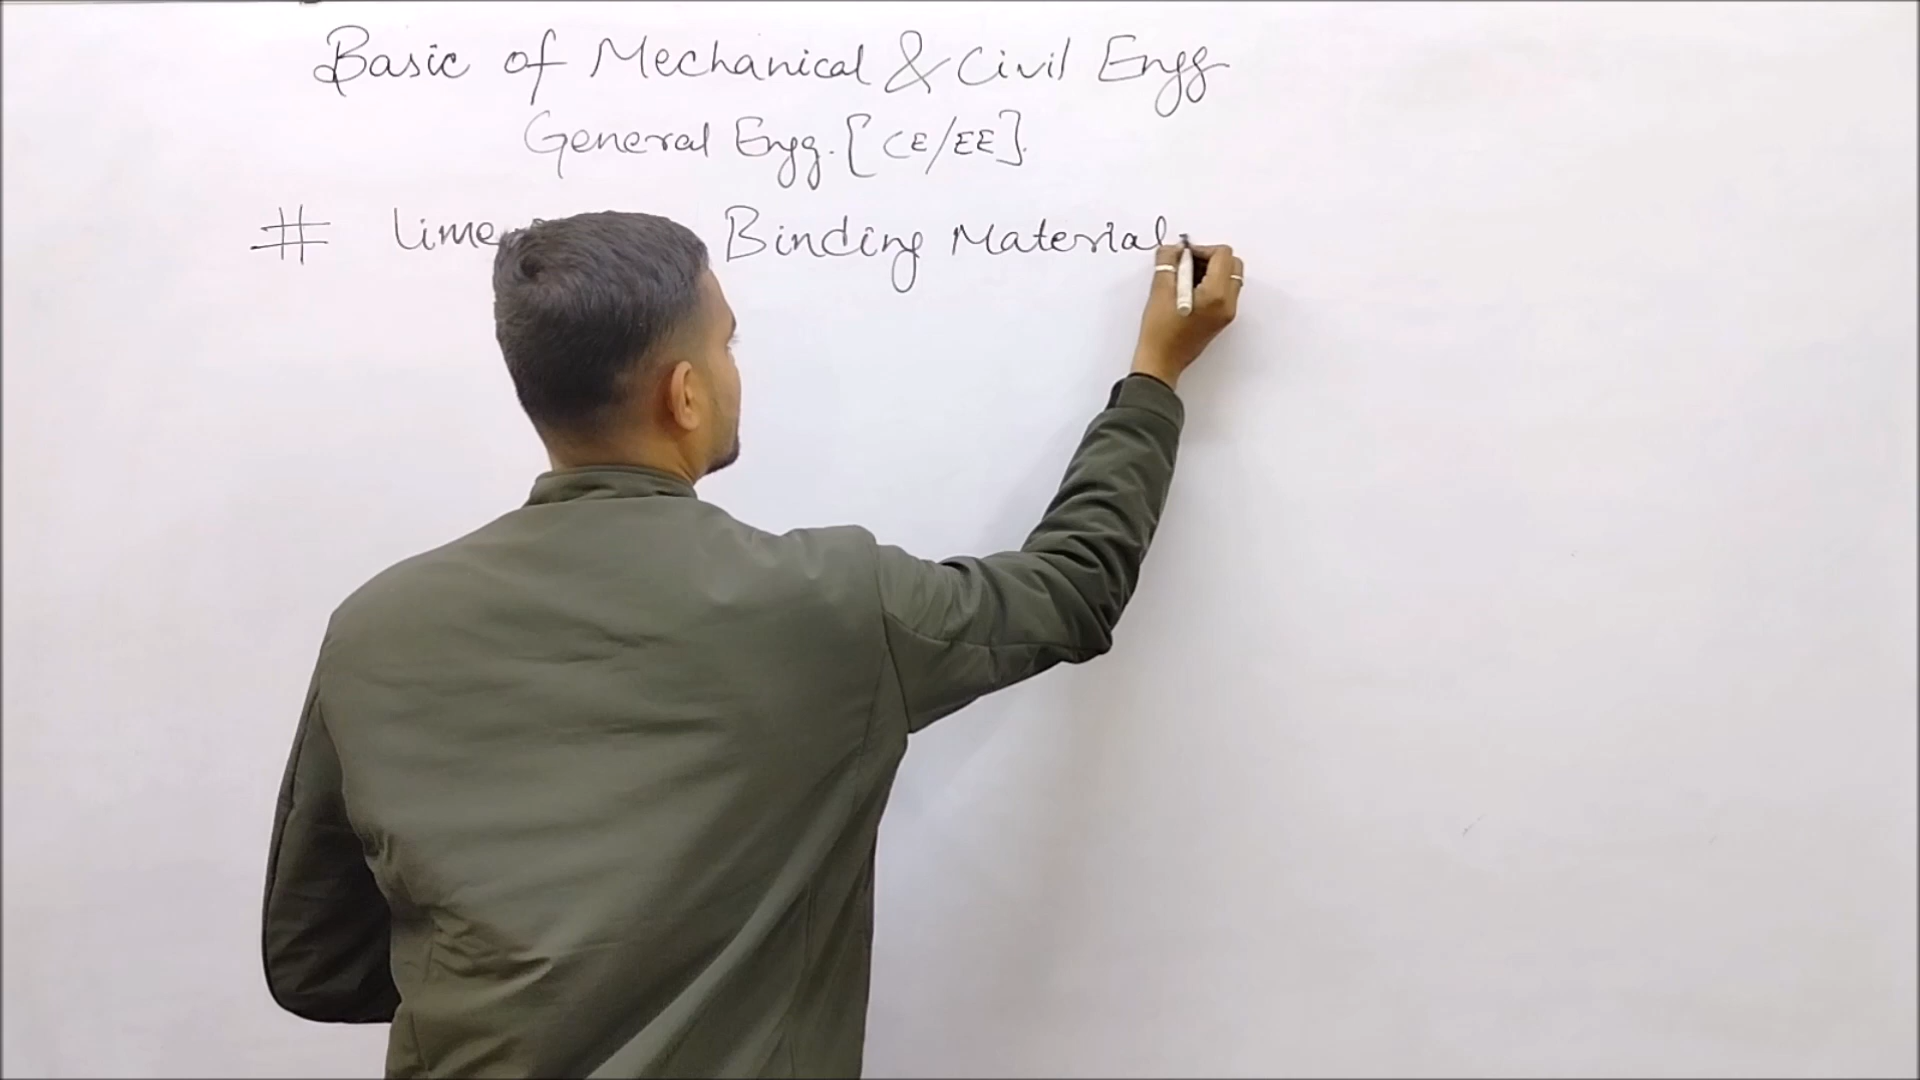 Basic of Mechanical & Civil Engg
General Engg. [CE/EE].
# Lime Binding Material